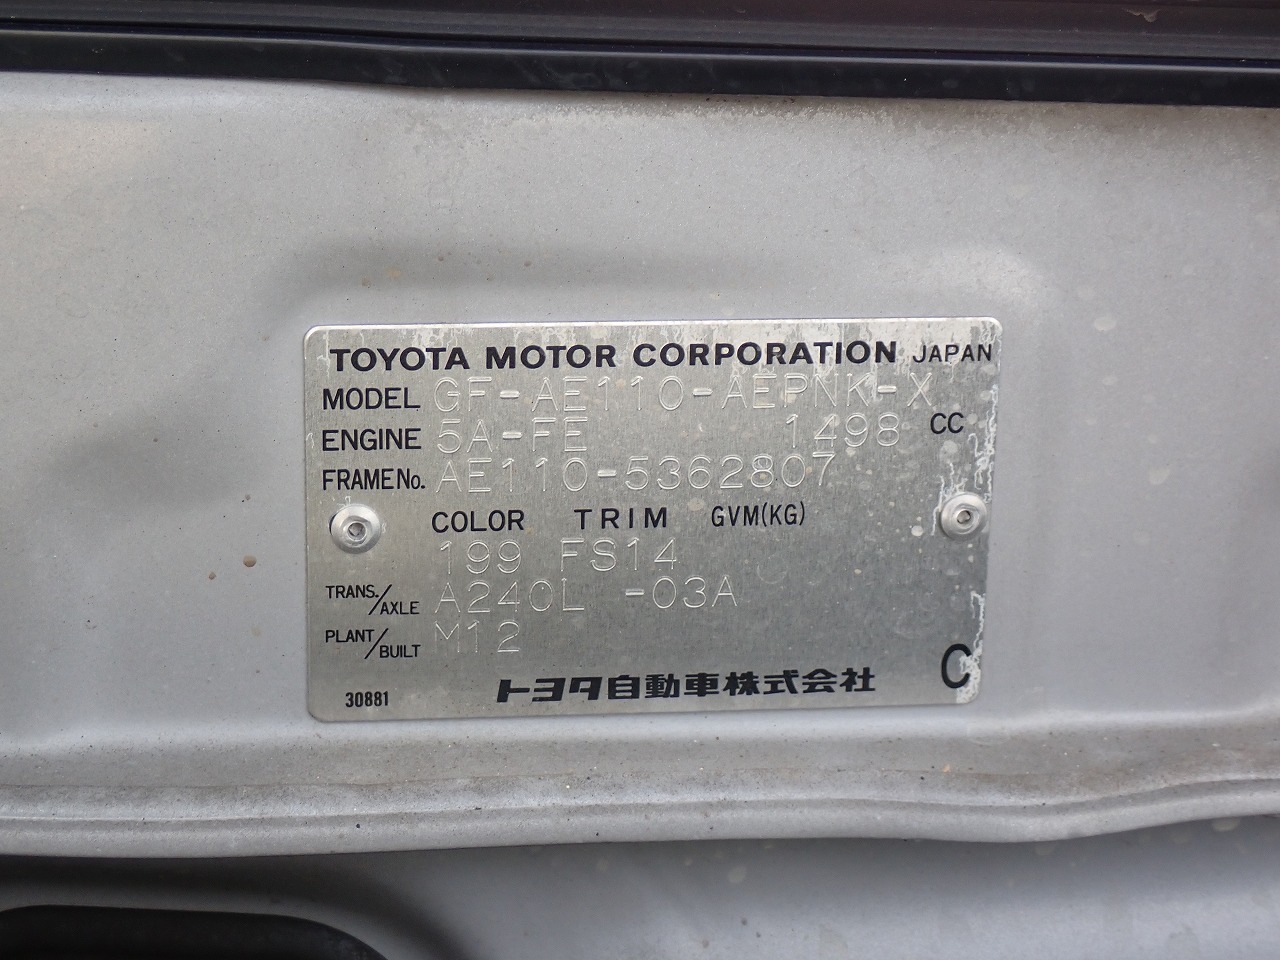 TOYOTA MOTOR CORPORATION JAPAN
MODEL GF-AE110-AEPNK-X
ENGINE 5A-FE 1498 CC
FRAME No. AE110-5362807
COLOR TRIM GVM(KG)
199 FS14
TRANS./AXLE A240L -03A
PLANT/BUILT M12
30881 トヨタ自動車株式会社 C